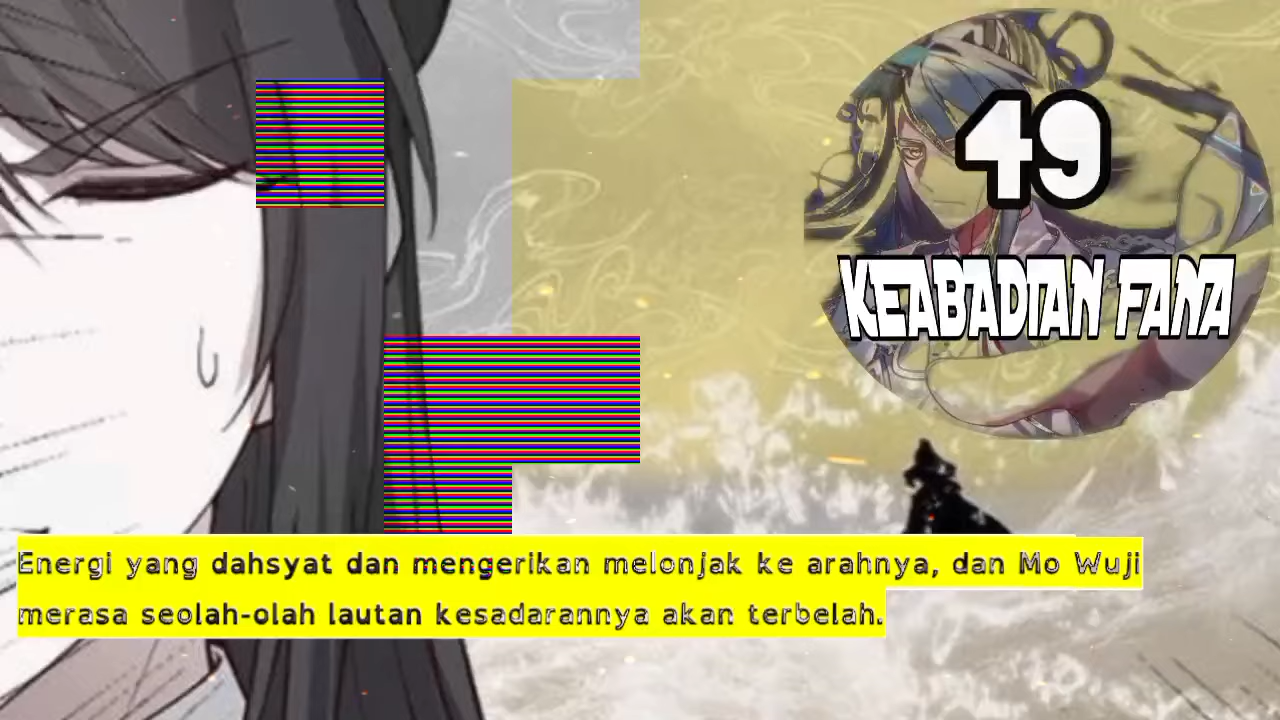 49
KEABADIAN FANA
Energi yang dahsyat dan mengerikan melonjak ke arahnya, dan Mo Wuji
merasa seolah-olah lautan kesadarannya akan terbelah.